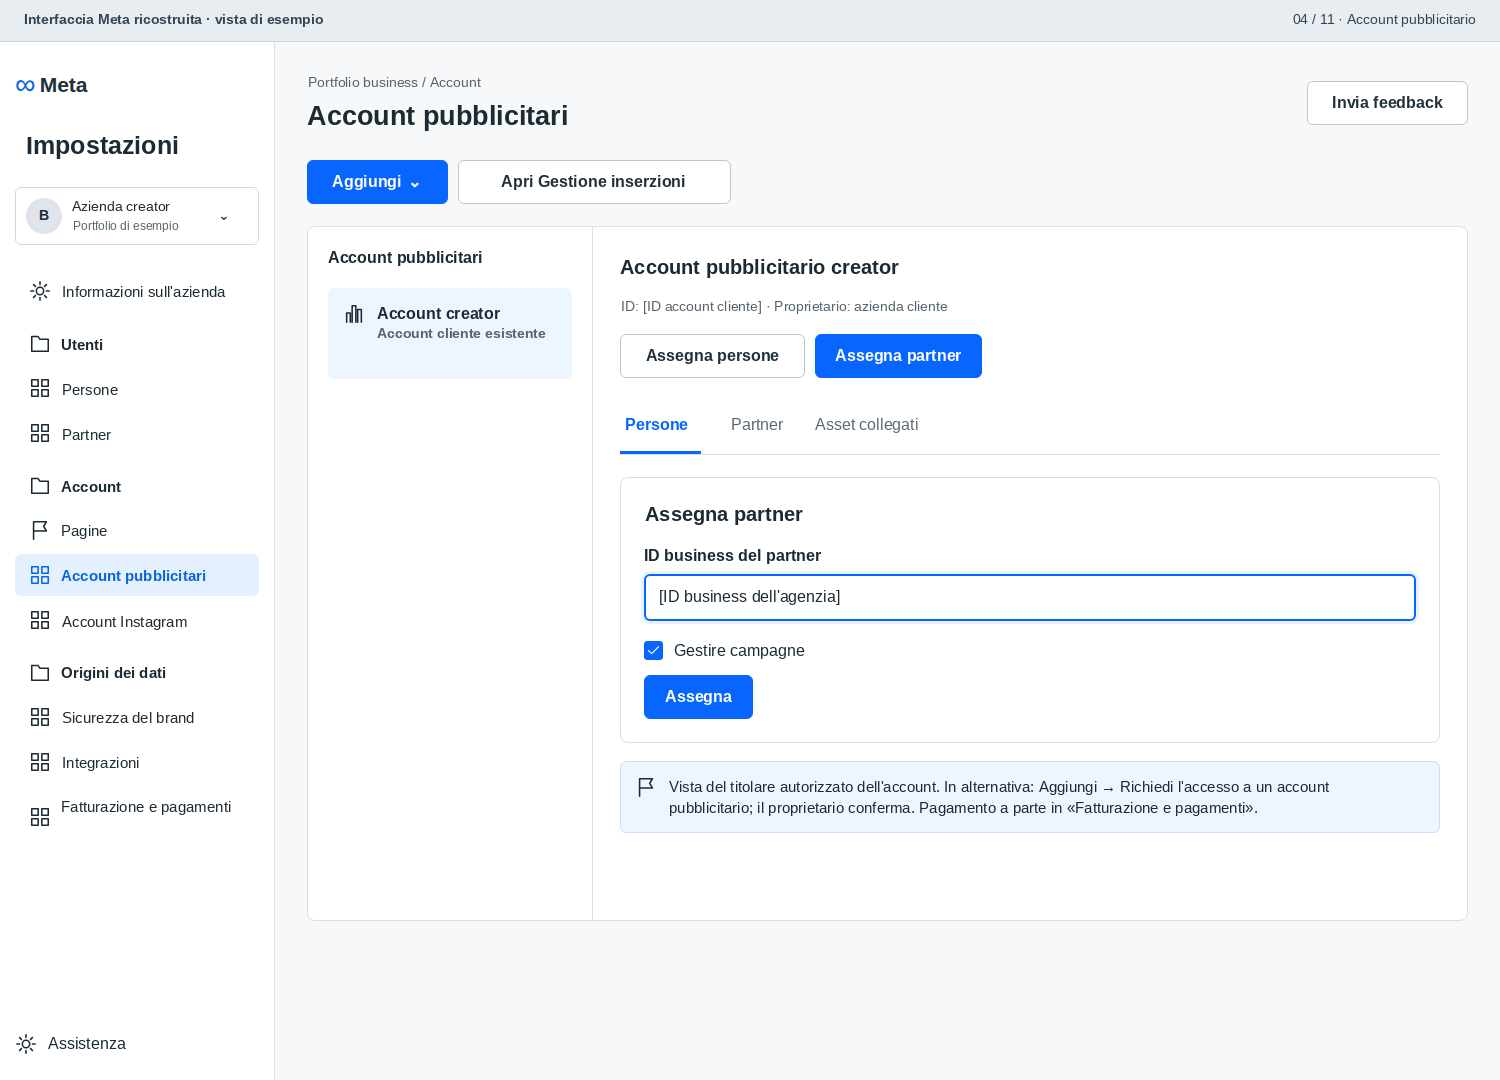 Interfaccia Meta ricostruita · vista di esempio
04 / 11 · Account pubblicitario
Meta
Impostazioni
B
Azienda creator
Portfolio di esempio
Informazioni sull'azienda
Utenti
Persone
Partner
Account
Pagine
Account pubblicitari
Account Instagram
Origini dei dati
Sicurezza del brand
Integrazioni
Fatturazione e pagamenti
Assistenza
Portfolio business / Account
Account pubblicitari
Invia feedback
Aggiungi
Apri Gestione inserzioni
Account pubblicitari
Account creator
Account cliente esistente
Account pubblicitario creator
ID: [ID account cliente] · Proprietario: azienda cliente
Assegna persone
Assegna partner
Persone
Partner
Asset collegati
Assegna partner
ID business del partner
[ID business dell'agenzia]
Gestire campagne
Assegna
Vista del titolare autorizzato dell'account. In alternativa: Aggiungi → Richiedi l'accesso a un account
pubblicitario; il proprietario conferma. Pagamento a parte in «Fatturazione e pagamenti».